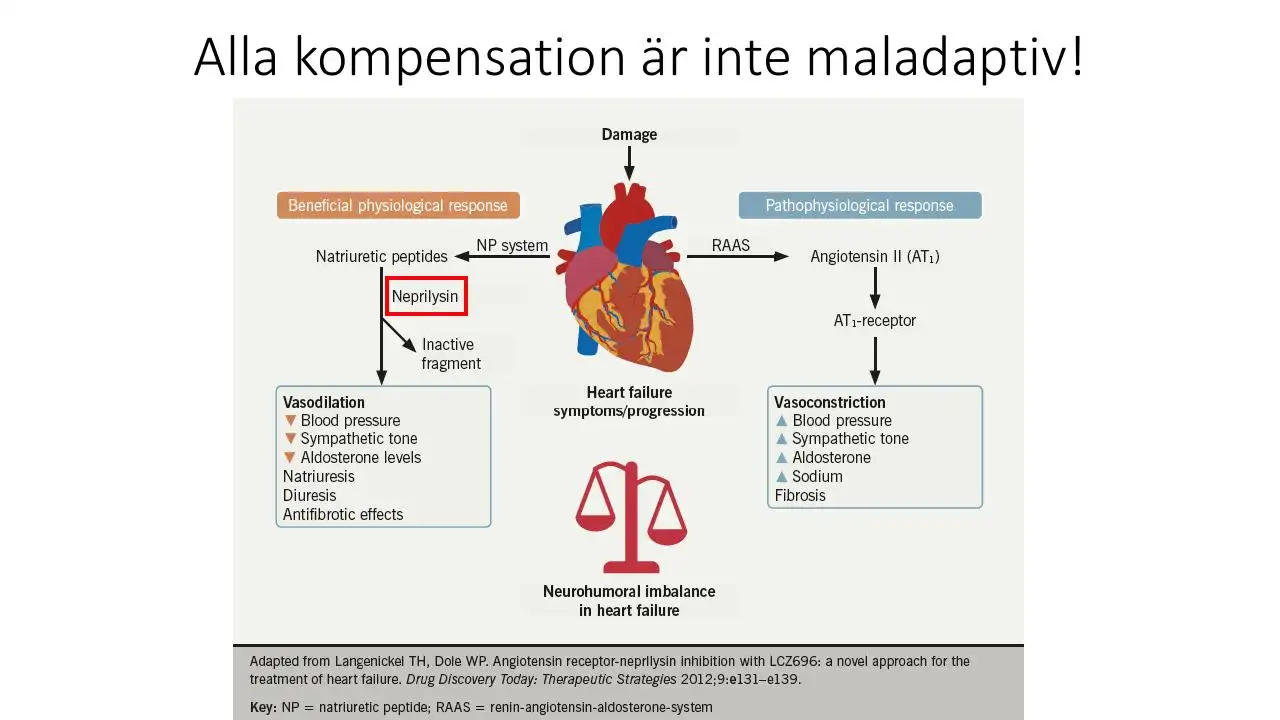 Alla kompensation är inte maladaptiv!
Damage
Beneficial physiological response
Pathophysiological response
Natriuretic peptides
NP system
RAAS
Angiotensin II (AT₁)
Neprilysin
AT₁-receptor
Inactive
fragment
Heart failure
symptoms/progression
Vasodilation
▼ Blood pressure
▼ Sympathetic tone
▼ Aldosterone levels
Natriuresis
Diuresis
Antifibrotic effects
Vasoconstriction
▲ Blood pressure
▲ Sympathetic tone
▲ Aldosterone
▲ Sodium
Fibrosis
Neurohumoral imbalance
in heart failure
Adapted from Langenickel TH, Dole WP. Angiotensin receptor-neprilysin inhibition with LCZ696: a novel approach for the
treatment of heart failure. Drug Discovery Today: Therapeutic Strategies 2012;9:e131–e139.
Key: NP = natriuretic peptide; RAAS = renin-angiotensin-aldosterone-system